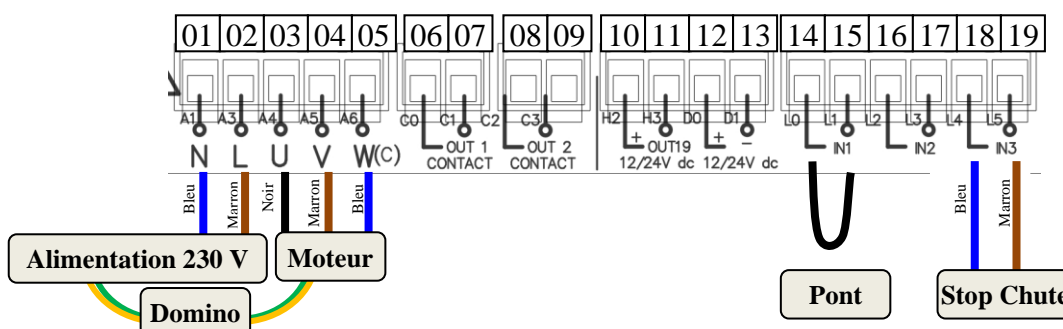 01 02 03 04 05 06 07 08 09 10 11 12 13 14 15 16 17 18 19
A1 A3 A4 A5 A6 C0 C1 C2 C3 H2 H3 D0 D1 L0 L1 L2 L3 L4 L5
N L U V W(C) OUT 1 OUT 2 + OUT19 + − IN1 IN2 IN3
CONTACT CONTACT 12/24V dc 12/24V dc
Bleu Marron Noir Marron Bleu Bleu Marron
Alimentation 230 V Moteur
Domino Pont Stop Chute